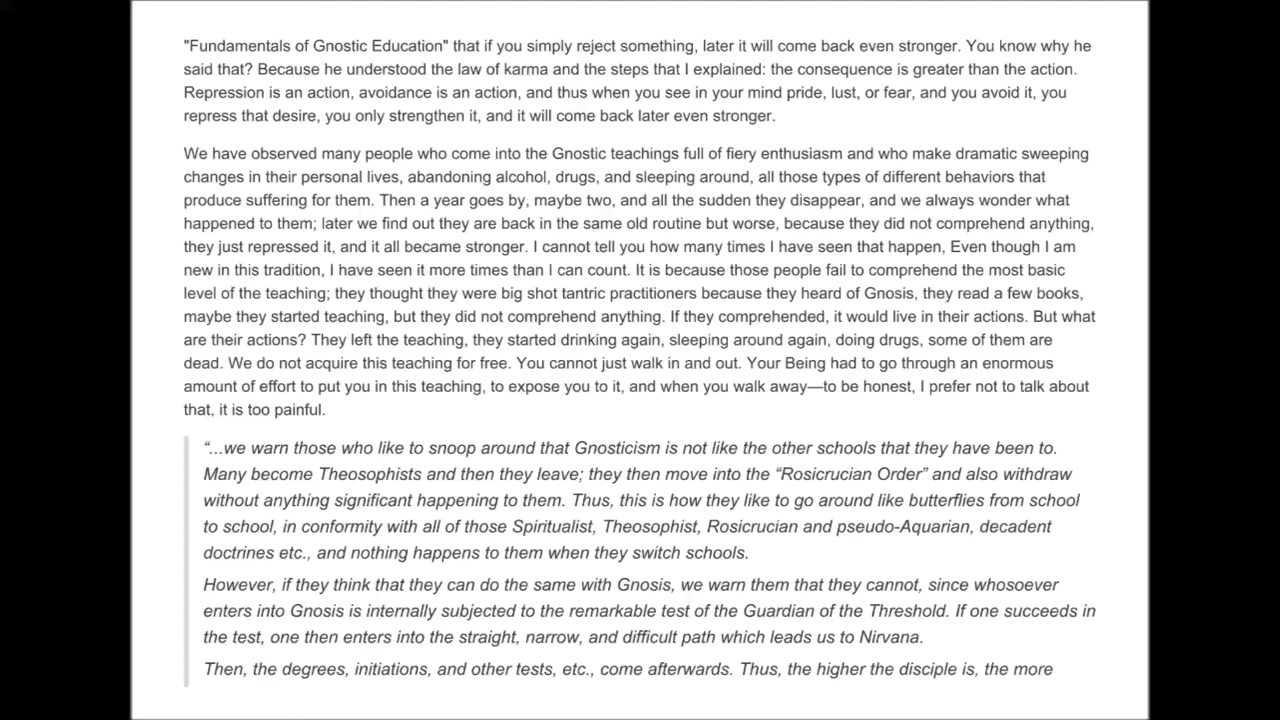 "Fundamentals of Gnostic Education" that if you simply reject something, later it will come back even stronger. You know why he
said that? Because he understood the law of karma and the steps that I explained: the consequence is greater than the action.
Repression is an action, avoidance is an action, and thus when you see in your mind pride, lust, or fear, and you avoid it, you
repress that desire, you only strengthen it, and it will come back later even stronger.
We have observed many people who come into the Gnostic teachings full of fiery enthusiasm and who make dramatic sweeping
changes in their personal lives, abandoning alcohol, drugs, and sleeping around, all those types of different behaviors that
produce suffering for them. Then a year goes by, maybe two, and all the sudden they disappear, and we always wonder what
happened to them; later we find out they are back in the same old routine but worse, because they did not comprehend anything,
they just repressed it, and it all became stronger. I cannot tell you how many times I have seen that happen, Even though I am
new in this tradition, I have seen it more times than I can count. It is because those people fail to comprehend the most basic
level of the teaching; they thought they were big shot tantric practitioners because they heard of Gnosis, they read a few books,
maybe they started teaching, but they did not comprehend anything. If they comprehended, it would live in their actions. But what
are their actions? They left the teaching, they started drinking again, sleeping around again, doing drugs, some of them are
dead. We do not acquire this teaching for free. You cannot just walk in and out. Your Being had to go through an enormous
amount of effort to put you in this teaching, to expose you to it, and when you walk away—to be honest, I prefer not to talk about
that, it is too painful.
“...we warn those who like to snoop around that Gnosticism is not like the other schools that they have been to.
Many become Theosophists and then they leave; they then move into the “Rosicrucian Order” and also withdraw
without anything significant happening to them. Thus, this is how they like to go around like butterflies from school
to school, in conformity with all of those Spiritualist, Theosophist, Rosicrucian and pseudo-Aquarian, decadent
doctrines etc., and nothing happens to them when they switch schools.
However, if they think that they can do the same with Gnosis, we warn them that they cannot, since whosoever
enters into Gnosis is internally subjected to the remarkable test of the Guardian of the Threshold. If one succeeds in
the test, one then enters into the straight, narrow, and difficult path which leads us to Nirvana.
Then, the degrees, initiations, and other tests, etc., come afterwards. Thus, the higher the disciple is, the more